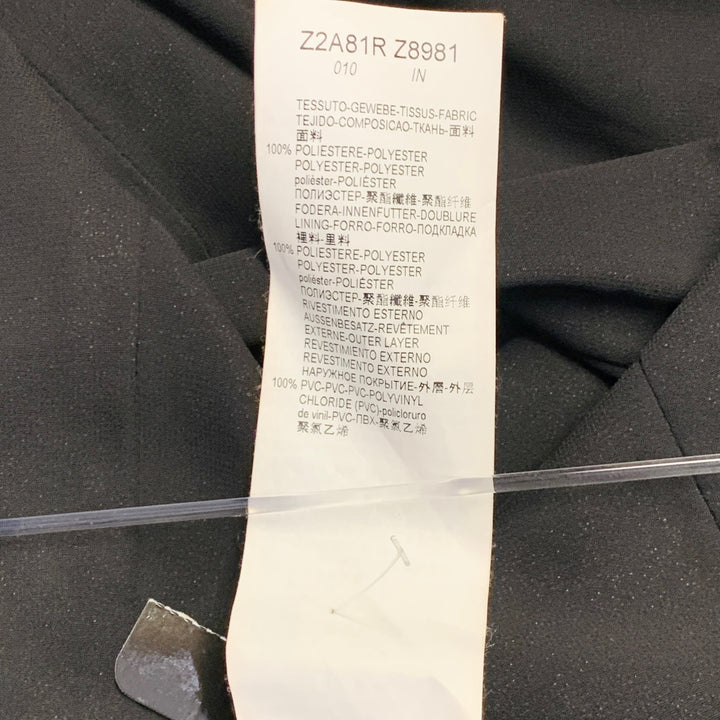 Z2A81R Z8981
010 IN
TESSUTO-GEWEBE-TISSUS-FABRIC
TEJIDO-COMPOSICAO-ТКАНЬ-面料
面料
100% POLIESTERE-POLYESTER
POLYESTER-POLYESTER
poliéster-POLIÉSTER
ПОЛИЭСТЕР-聚酯纖維-聚酯纤维
FODERA-INNENFUTTER-DOUBLURE
LINING-FORRO-FORRO-ПОДКЛАДКА
裡料-里料
100% POLIESTERE-POLYESTER
POLYESTER-POLYESTER
poliéster-POLIÉSTER
ПОЛИЭСТЕР-聚酯纖維-聚酯纤维
RIVESTIMENTO ESTERNO
AUSSENBESATZ-REVÊTEMENT
EXTERNE-OUTER LAYER
REVESTIMIENTO EXTERNO
REVESTIMENTO EXTERNO
НАРУЖНОЕ ПОКРЫТИЕ-外層-外层
100% PVC-PVC-PVC-POLYVINYL
CHLORIDE (PVC)-policloruro
de vinil-PVC-ПВХ-聚氯乙烯
聚氯乙烯